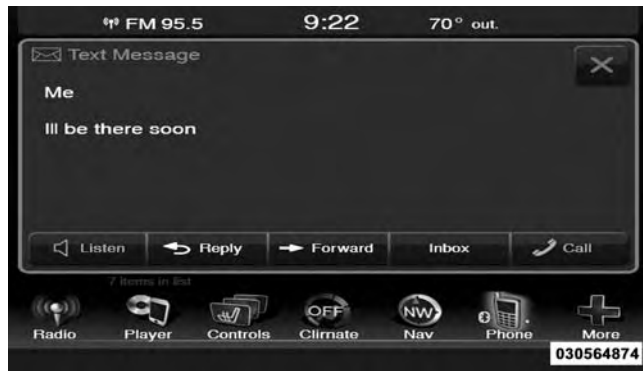 FM 95.5 9:22 70° out.
Text Message
Me
Ill be there soon
Listen Reply Forward Inbox Call
7 items in list
OFF NW
Radio Player Controls Climate Nav Phone More
030564874